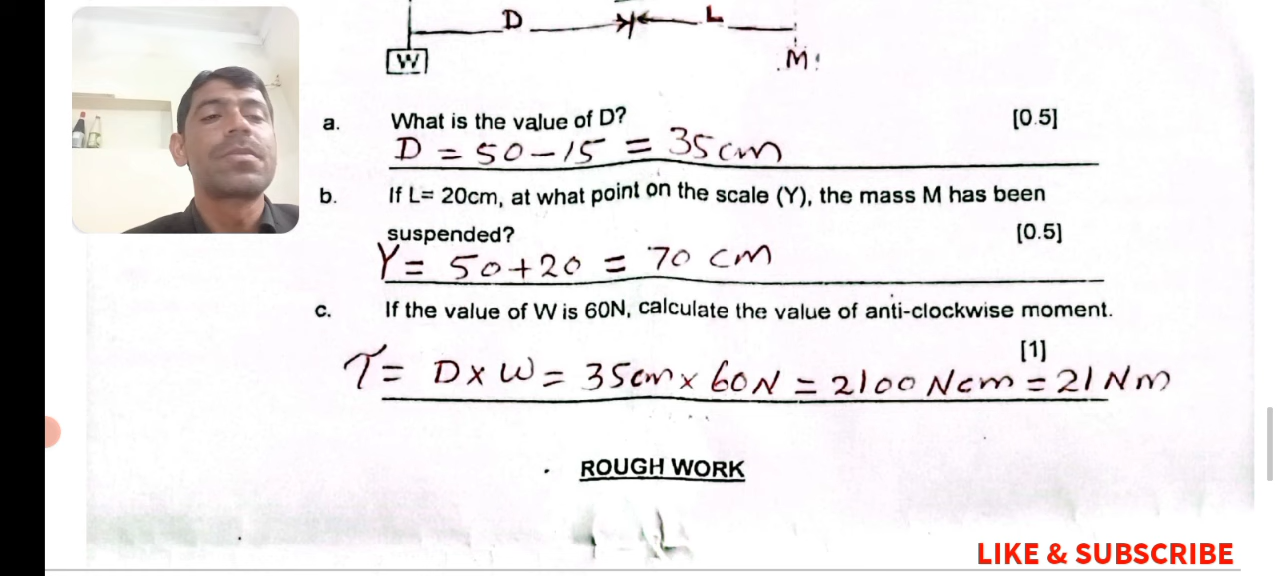 D L
W M
a. What is the value of D? [0.5]
D = 50 - 15 = 35 cm
b. If L= 20cm, at what point on the scale (Y), the mass M has been
suspended? [0.5]
Y = 50 + 20 = 70 cm
c. If the value of W is 60N, calculate the value of anti-clockwise moment.
[1]
τ = D x W = 35cm x 60N = 2100 Ncm = 21 Nm
ROUGH WORK
LIKE & SUBSCRIBE